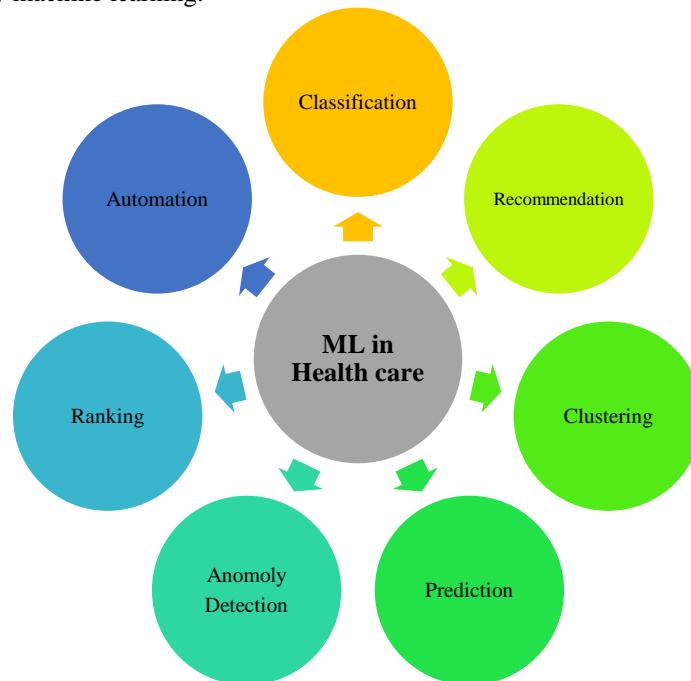 machine learning.
Classification
Recommendation
Clustering
Prediction
Anomoly
Detection
Ranking
Automation
ML in
Health care